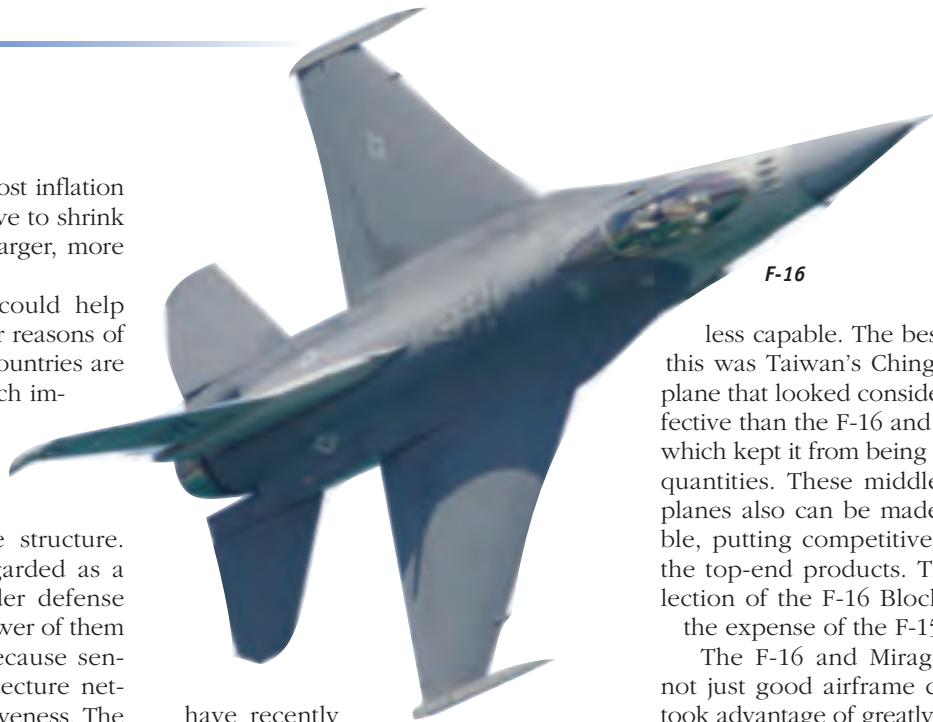 ost inflation
ve to shrink
arger, more
could help
r reasons of
ountries are
ch im-
e structure.
garded as a
der defense
wer of them
ecause sen-
tecture net-
veness. The
have recently
F-16
less capable. The bes
this was Taiwan's Ching
plane that looked conside
fective than the F-16 and
which kept it from being
quantities. These middle
planes also can be made
ble, putting competitive
the top-end products. T
lection of the F-16 Block
the expense of the F-15
The F-16 and Mirag
not just good airframe d
took advantage of greatly